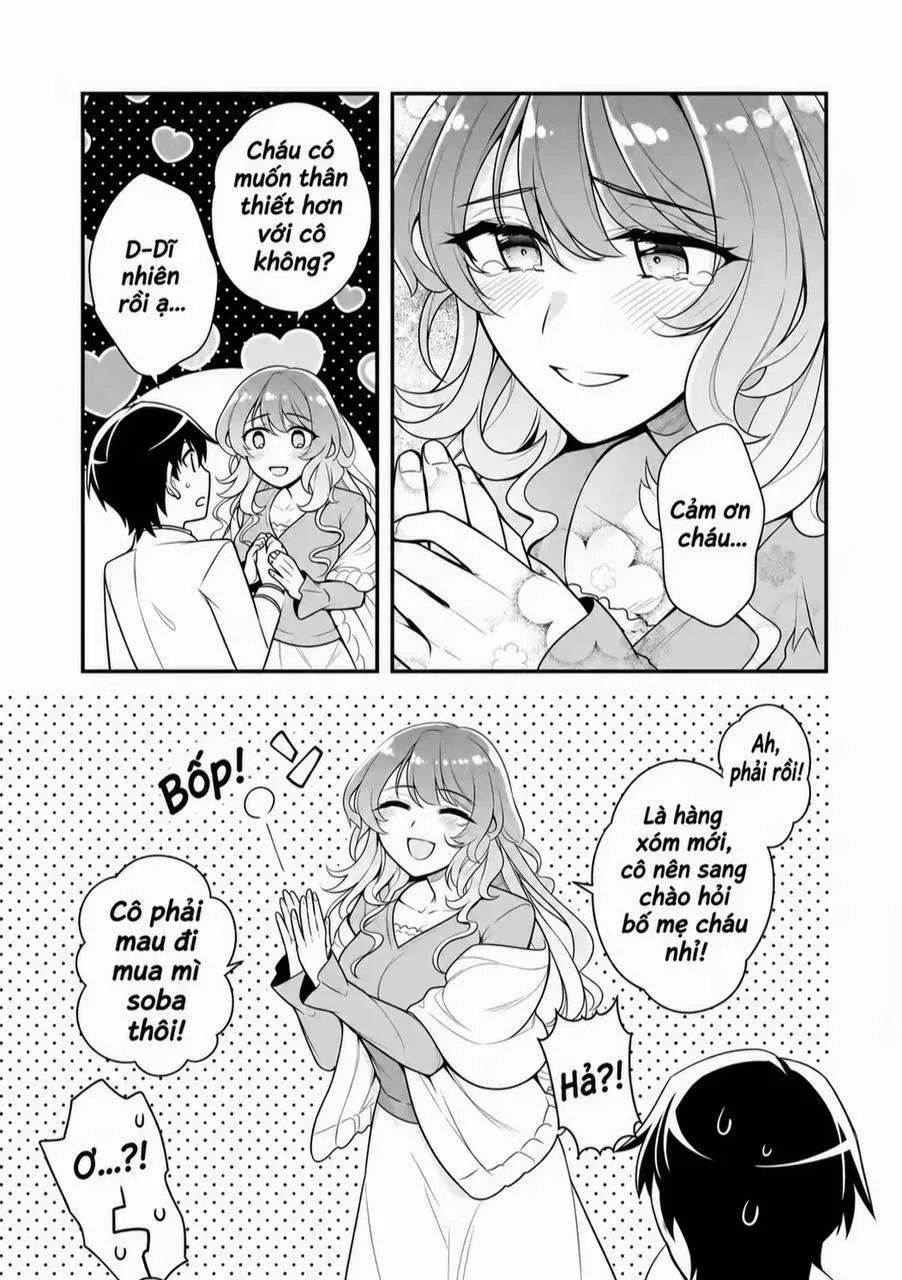 Cảm ơn
cháu...
Cháu có
muốn thân
thiết hơn
với cô
không?
D-Dĩ
nhiên
rồi ạ...
Bốp!
Ah,
phải rồi!
Là hàng
xóm mới,
cô nên sang
chào hỏi
bố mẹ cháu
nhỉ!
Hả?!
Cô phải
mau đi
mua mì
soba
thôi!
Ơ...?!